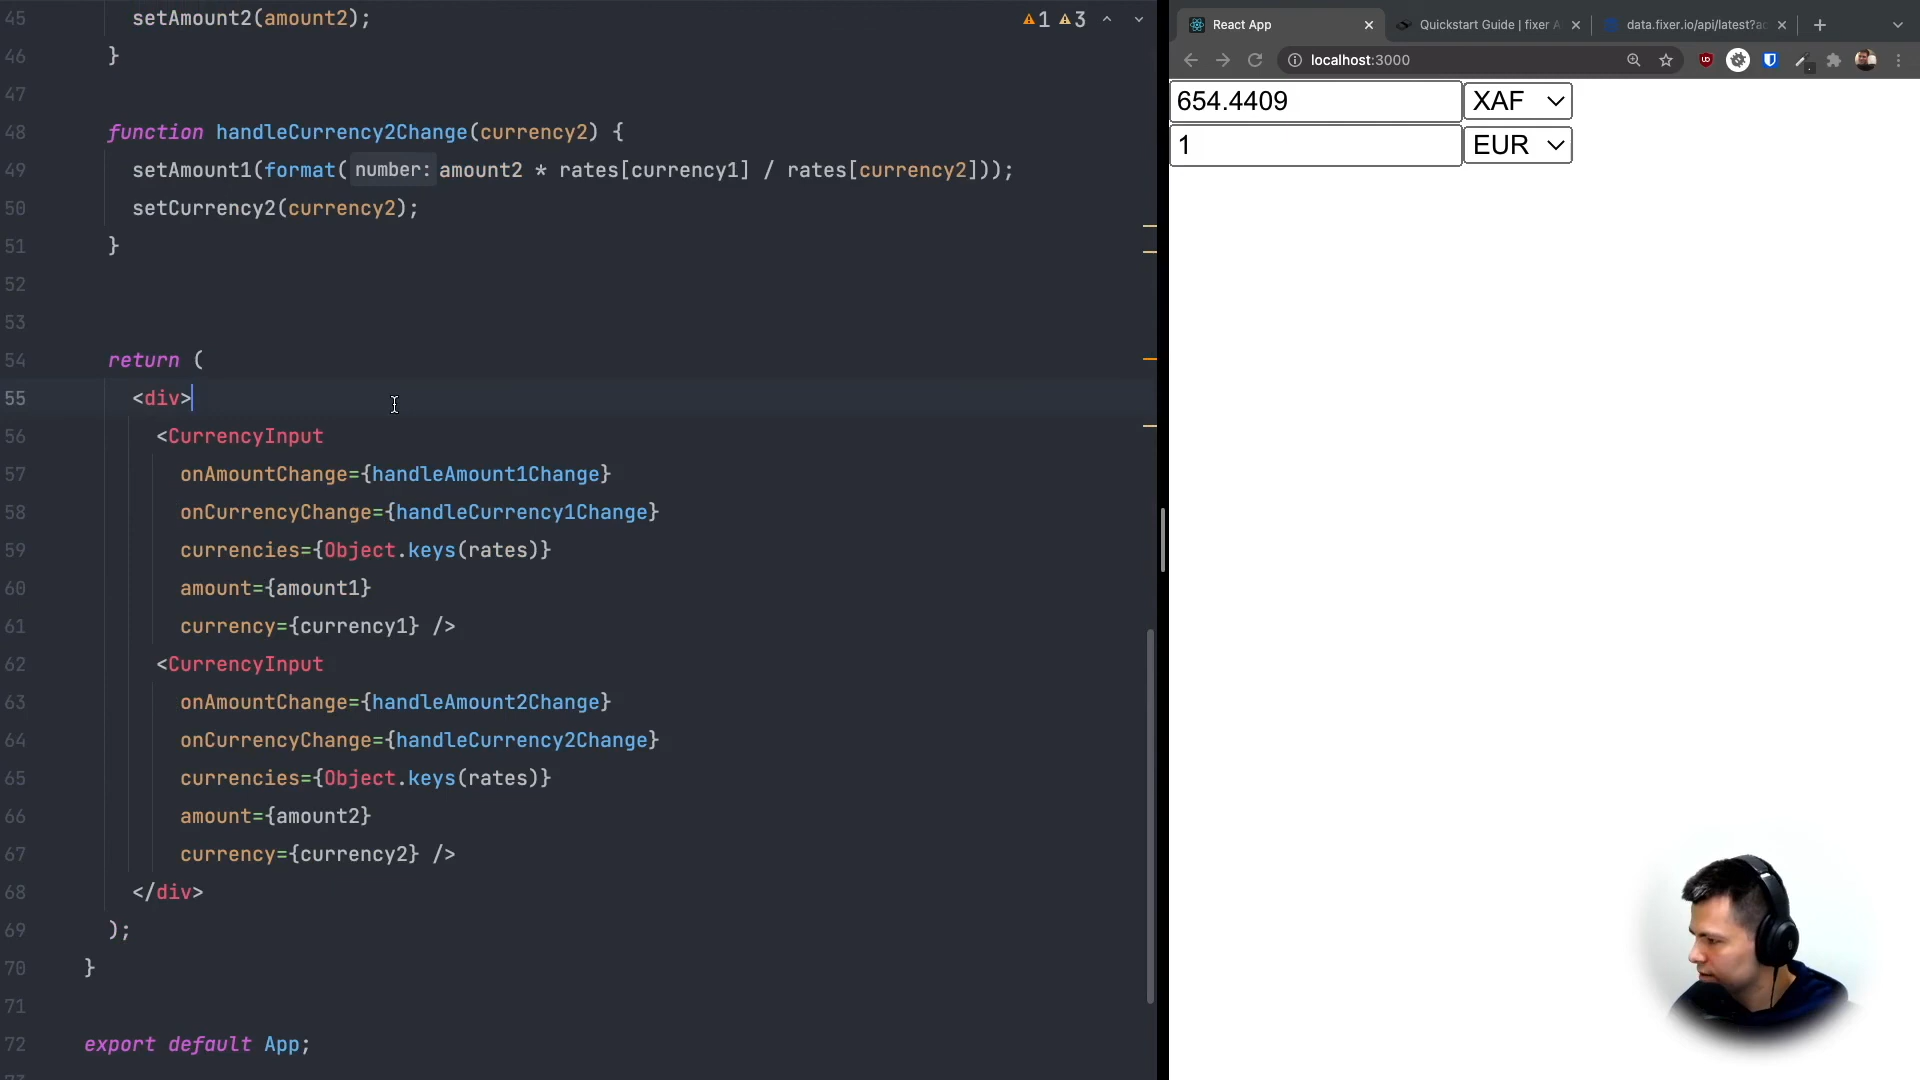 45 setAmount2(amount2);
1 3
46 }
47
48 function handleCurrency2Change(currency2) {
49 setAmount1(format( number: amount2 * rates[currency1] / rates[currency2]));
50 setCurrency2(currency2);
51 }
52
53
54 return (
55 <div>
56 <CurrencyInput
57 onAmountChange={handleAmount1Change}
58 onCurrencyChange={handleCurrency1Change}
59 currencies={Object.keys(rates)}
60 amount={amount1}
61 currency={currency1} />
62 <CurrencyInput
63 onAmountChange={handleAmount2Change}
64 onCurrencyChange={handleCurrency2Change}
65 currencies={Object.keys(rates)}
66 amount={amount2}
67 currency={currency2} />
68 </div>
69 );
70 }
71
72 export default App;
React App
Quickstart Guide | fixer A
data.fixer.io/api/latest?ac
localhost:3000
654.4409 XAF
1 EUR